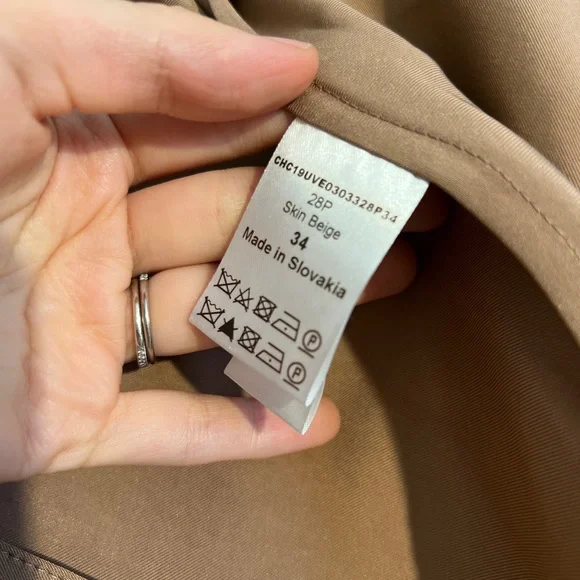 CHC19UVE0303328P34
28P
Skin Beige
34
Made in Slovakia
P
P